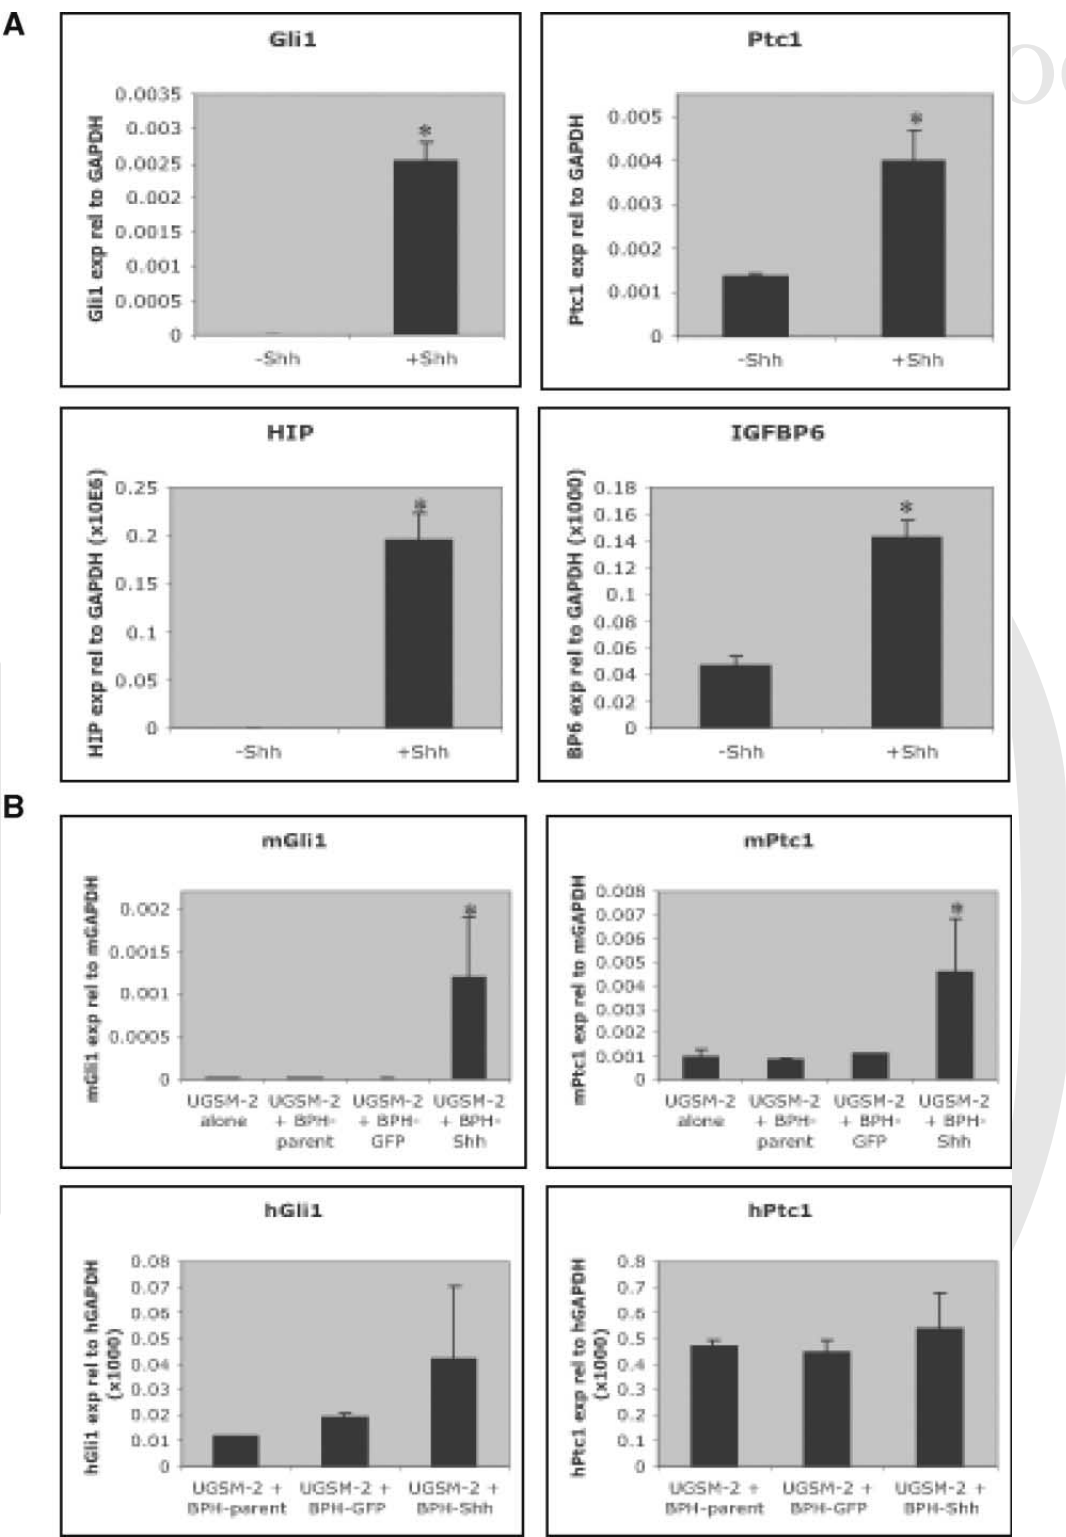 A
Gli1
Gli1 exp rel to GAPDH
0.0035
0.003
0.0025
0.002
0.0015
0.001
0.0005
0
*
-Shh +Shh
Ptc1
Ptc1 exp rel to GAPDH
0.005
0.004
0.003
0.002
0.001
0
*
-Shh +Shh
HIP
HIP exp rel to GAPDH (x10E6)
0.25
0.2
0.15
0.1
0.05
0
*
-Shh +Shh
IGFBP6
BP6 exp rel to GAPDH (x1000)
0.18
0.16
0.14
0.12
0.1
0.08
0.06
0.04
0.02
0
*
-Shh +Shh
B
mGli1
mGli1 exp rel to mGAPDH
0.002
0.0015
0.001
0.0005
0
*
UGSM-2 UGSM-2 UGSM-2 UGSM-2
alone + BPH- + BPH- + BPH-
parent GFP Shh
mPtc1
mPtc1 exp rel to mGAPDH
0.008
0.007
0.006
0.005
0.004
0.003
0.002
0.001
0
*
UGSM-2 UGSM-2 UGSM-2 UGSM-2
alone + BPH- + BPH- + BPH-
parent GFP Shh
hGli1
hGli1 exp rel to hGAPDH
(x1000)
0.08
0.07
0.06
0.05
0.04
0.03
0.02
0.01
0
UGSM-2 + UGSM-2 + UGSM-2 +
BPH-parent BPH-GFP BPH-Shh
hPtc1
hPtc1 exp rel to hGAPDH
(x1000)
0.8
0.7
0.6
0.5
0.4
0.3
0.2
0.1
0
UGSM-2 + UGSM-2 + UGSM-2 +
BPH-parent BPH-GFP BPH-Shh